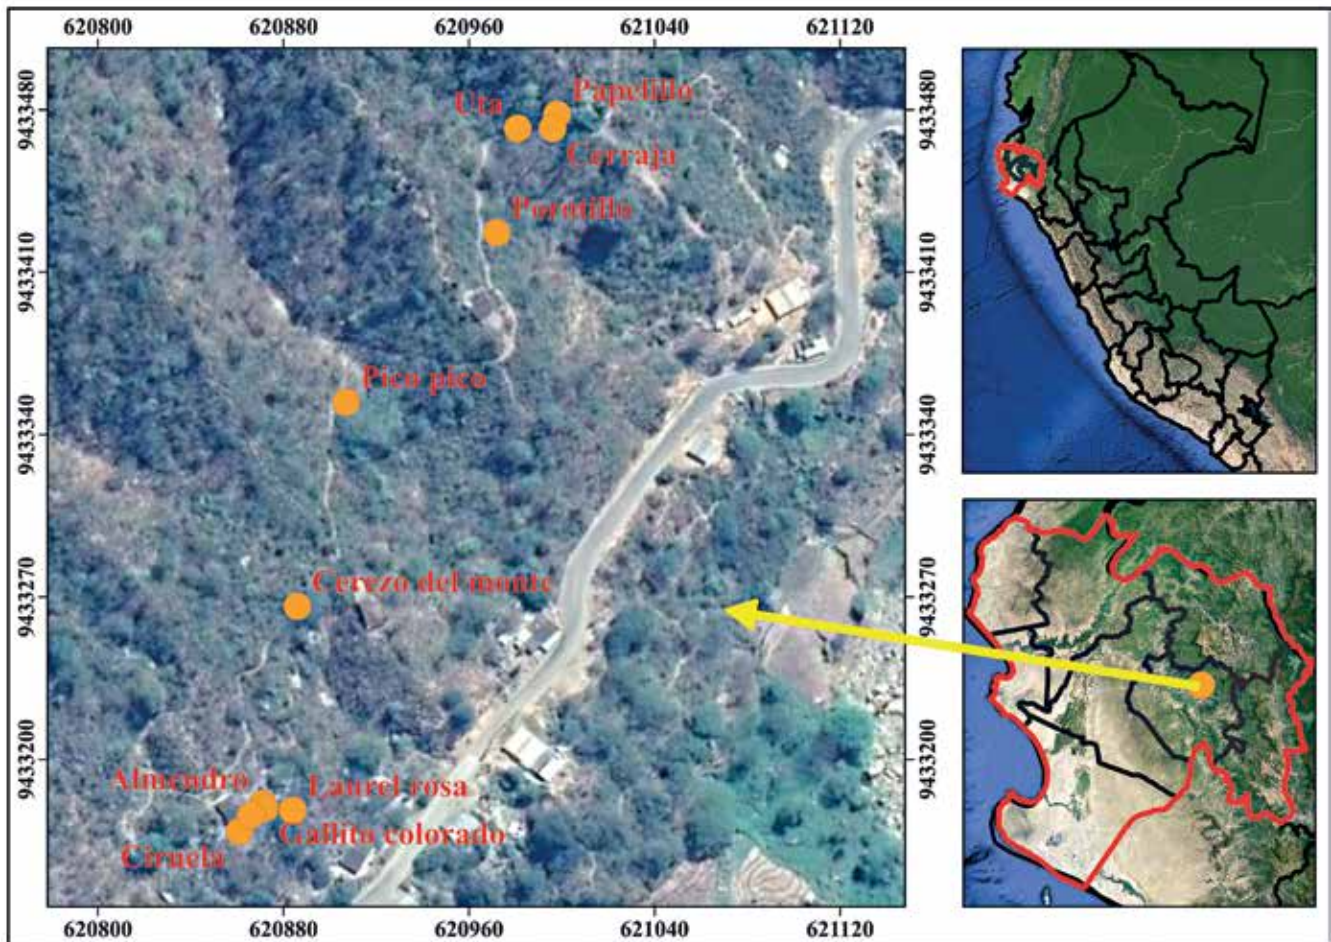 620800 620880 620960 621040 621120
9433480 9433410 9433340 9433270 9433200
Uta
Papelillo
Cerraja
Porotillo
Pico pico
Cerezo del monte
Almendro
Laurel rosa
Gallito colorado
Ciruela
9433480 9433410 9433340 9433270 9433200
620800 620880 620960 621040 621120